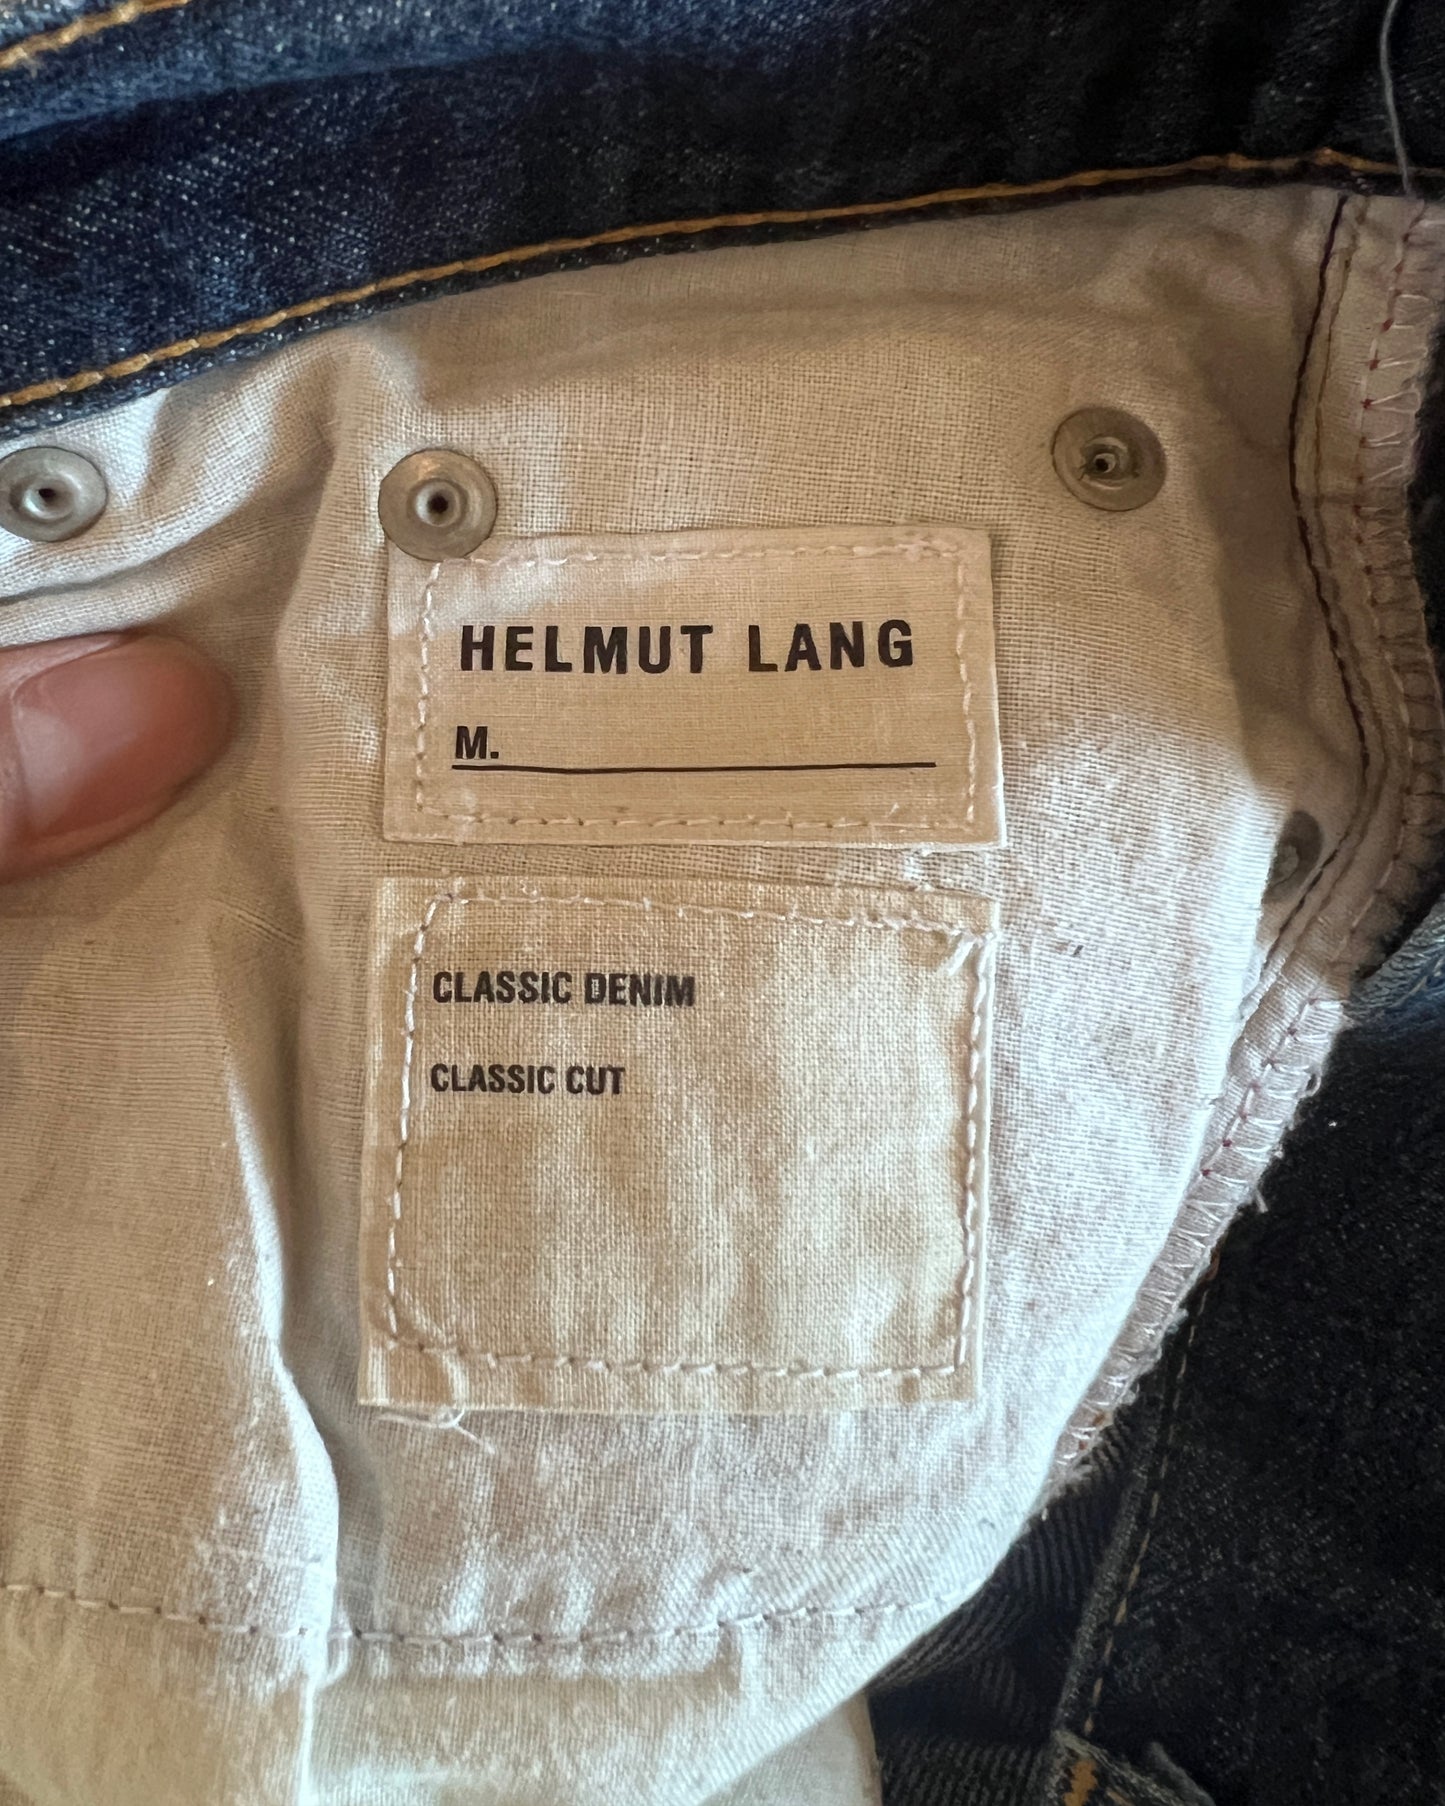 HELMUT LANG
M.
CLASSIC DENIM
CLASSIC CUT